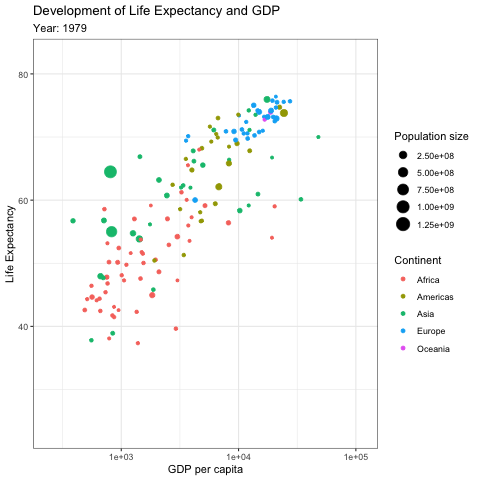 Development of Life Expectancy and GDP
Year: 1979
80
60
40
Life Expectancy
1e+03
1e+04
1e+05
GDP per capita
Population size
2.50e+08
5.00e+08
7.50e+08
1.00e+09
1.25e+09
Continent
Africa
Americas
Asia
Europe
Oceania